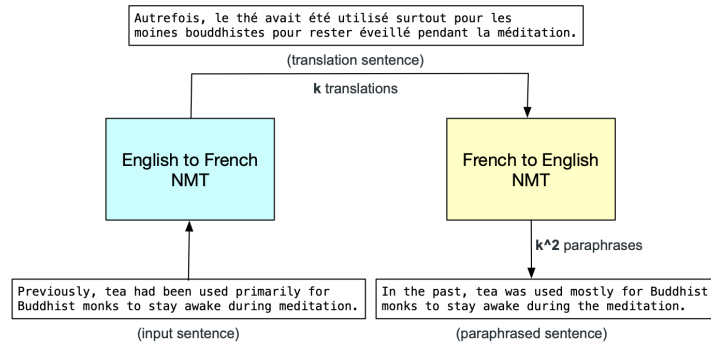 Autrefois, le thé avait été utilisé surtout pour les
moines bouddhistes pour rester éveillé pendant la méditation.
(translation sentence)
k translations
English to French
NMT
French to English
NMT
k^2 paraphrases
Previously, tea had been used primarily for
Buddhist monks to stay awake during meditation.
(input sentence)
In the past, tea was used mostly for Buddhist
monks to stay awake during the meditation.
(paraphrased sentence)